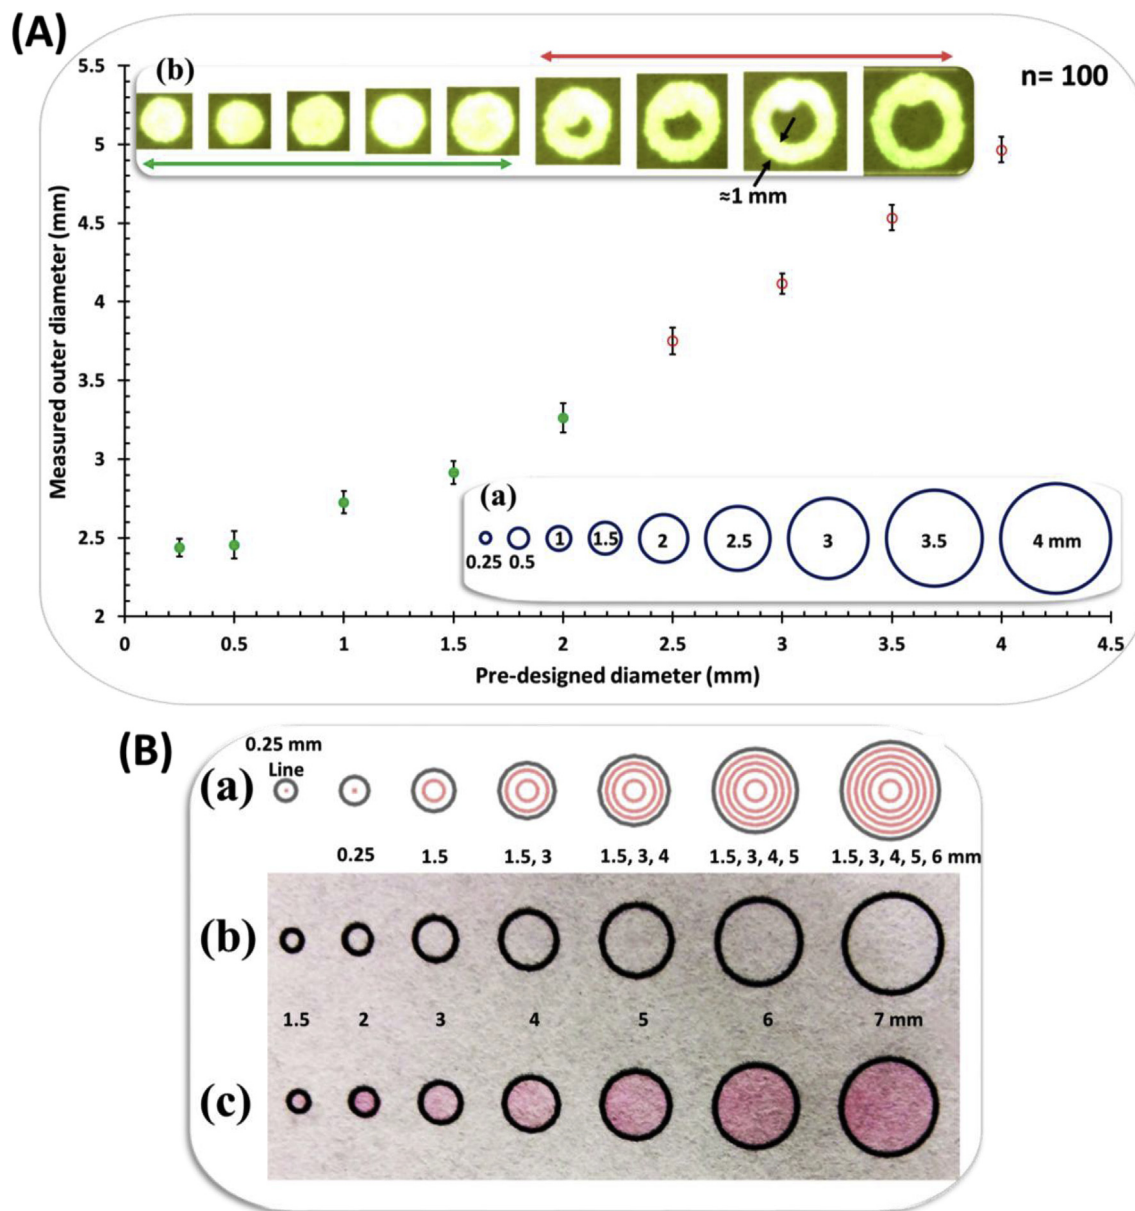 (A)
(b)
n= 100
5.5
5
4.5
4
3.5
3
2.5
2
Measured outer diameter (mm)
≈1 mm
(a)
0.25
0.5
1
1.5
2
2.5
3
3.5
4 mm
0
0.5
1
1.5
2
2.5
3
3.5
4
4.5
Pre-designed diameter (mm)
(B)
0.25 mm
Line
(a)
0.25
1.5
1.5, 3
1.5, 3, 4
1.5, 3, 4, 5
1.5, 3, 4, 5, 6 mm
(b)
1.5
2
3
4
5
6
7 mm
(c)